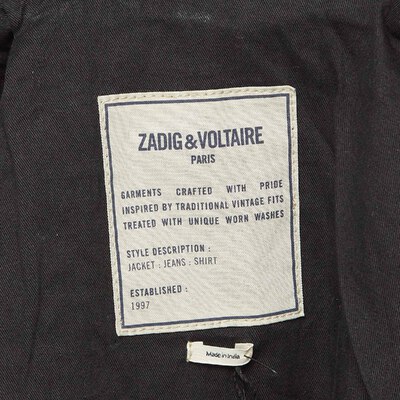 ZADIG&VOLTAIRE
PARIS
GARMENTS CRAFTED WITH PRIDE
INSPIRED BY TRADITIONAL VINTAGE FITS
TREATED WITH UNIQUE WORN WASHES
STYLE DESCRIPTION :
JACKET : JEANS : SHIRT
ESTABLISHED :
1997
Made in India